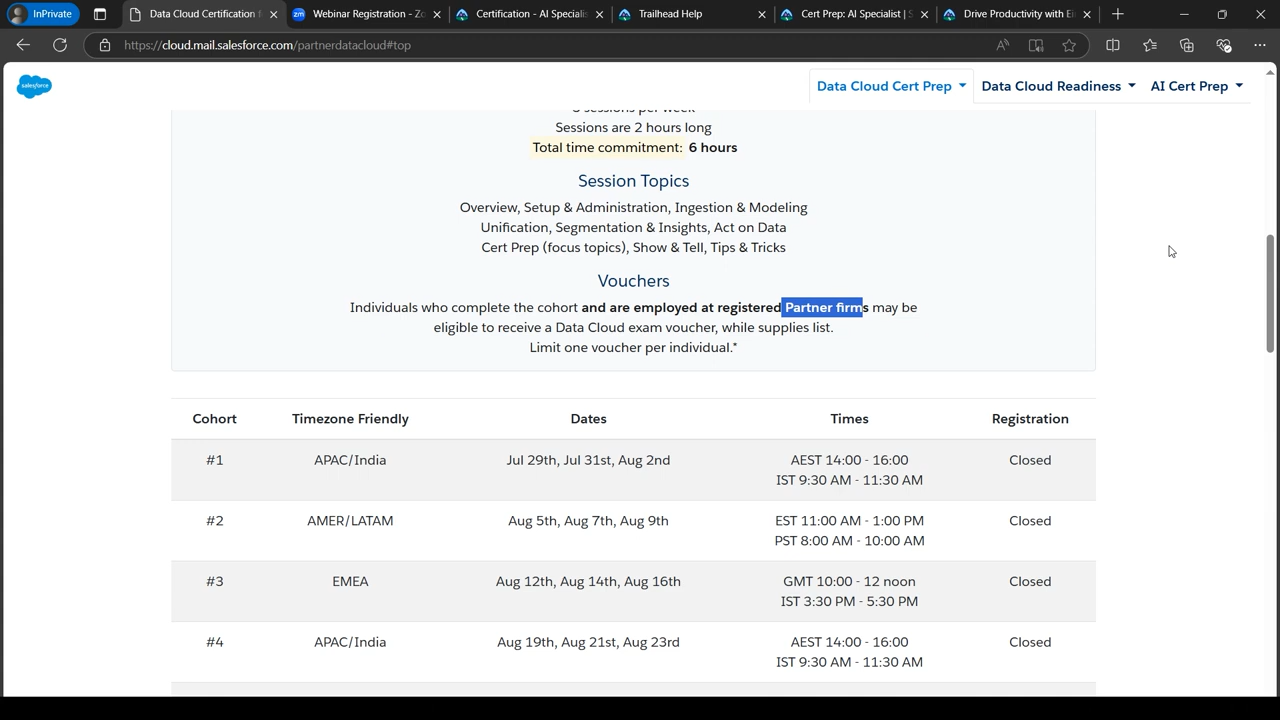 InPrivate
Data Cloud Certification f
Webinar Registration - Zo
Certification - AI Specialis
Trailhead Help
Cert Prep: AI Specialist | S
Drive Productivity with Ei
https://cloud.mail.salesforce.com/partnerdatacloud#top
salesforce
Data Cloud Cert Prep
Data Cloud Readiness
AI Cert Prep
3 sessions per week
Sessions are 2 hours long
Total time commitment: 6 hours
Session Topics
Overview, Setup & Administration, Ingestion & Modeling
Unification, Segmentation & Insights, Act on Data
Cert Prep (focus topics), Show & Tell, Tips & Tricks
Vouchers
Individuals who complete the cohort and are employed at registered Partner firms may be
eligible to receive a Data Cloud exam voucher, while supplies list.
Limit one voucher per individual.*
Cohort Timezone Friendly Dates Times Registration
#1 APAC/India Jul 29th, Jul 31st, Aug 2nd AEST 14:00 - 16:00 Closed
IST 9:30 AM - 11:30 AM
#2 AMER/LATAM Aug 5th, Aug 7th, Aug 9th EST 11:00 AM - 1:00 PM Closed
PST 8:00 AM - 10:00 AM
#3 EMEA Aug 12th, Aug 14th, Aug 16th GMT 10:00 - 12 noon Closed
IST 3:30 PM - 5:30 PM
#4 APAC/India Aug 19th, Aug 21st, Aug 23rd AEST 14:00 - 16:00 Closed
IST 9:30 AM - 11:30 AM